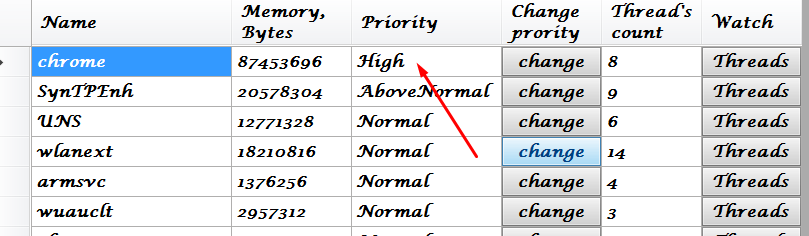 Name Memory, Bytes Priority Change prority Thread's count Watch
chrome 87453696 High change 8 Threads
SynTPEnh 20578304 AboveNormal change 9 Threads
UNS 12771328 Normal change 6 Threads
wlanext 18210816 Normal change 14 Threads
armsvc 1376256 Normal change 4 Threads
wuauclt 2957312 Normal change 3 Threads